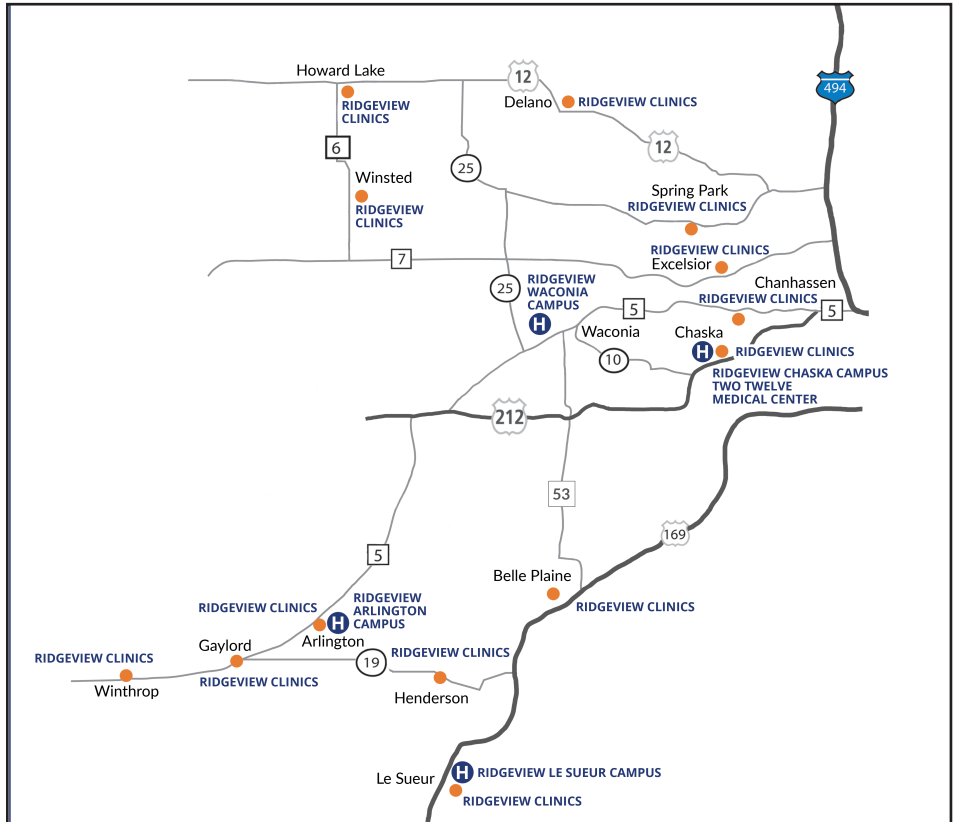 Howard Lake
12
494
Delano
RIDGEVIEW CLINICS
RIDGEVIEW
CLINICS
6
12
25
Winsted
Spring Park
RIDGEVIEW CLINICS
RIDGEVIEW
CLINICS
7
RIDGEVIEW CLINICS
Excelsior
Chanhassen
RIDGEVIEW CLINICS
25
RIDGEVIEW
WACONIA
CAMPUS
H
5
5
Waconia
Chaska
10
H
RIDGEVIEW CLINICS
RIDGEVIEW CHASKA CAMPUS
TWO TWELVE
MEDICAL CENTER
212
53
169
5
Belle Plaine
RIDGEVIEW CLINICS
RIDGEVIEW CLINICS
H
RIDGEVIEW
ARLINGTON
CAMPUS
Arlington
Gaylord
RIDGEVIEW CLINICS
19
RIDGEVIEW CLINICS
RIDGEVIEW CLINICS
Winthrop
Henderson
Le Sueur
H
RIDGEVIEW LE SUEUR CAMPUS
RIDGEVIEW CLINICS